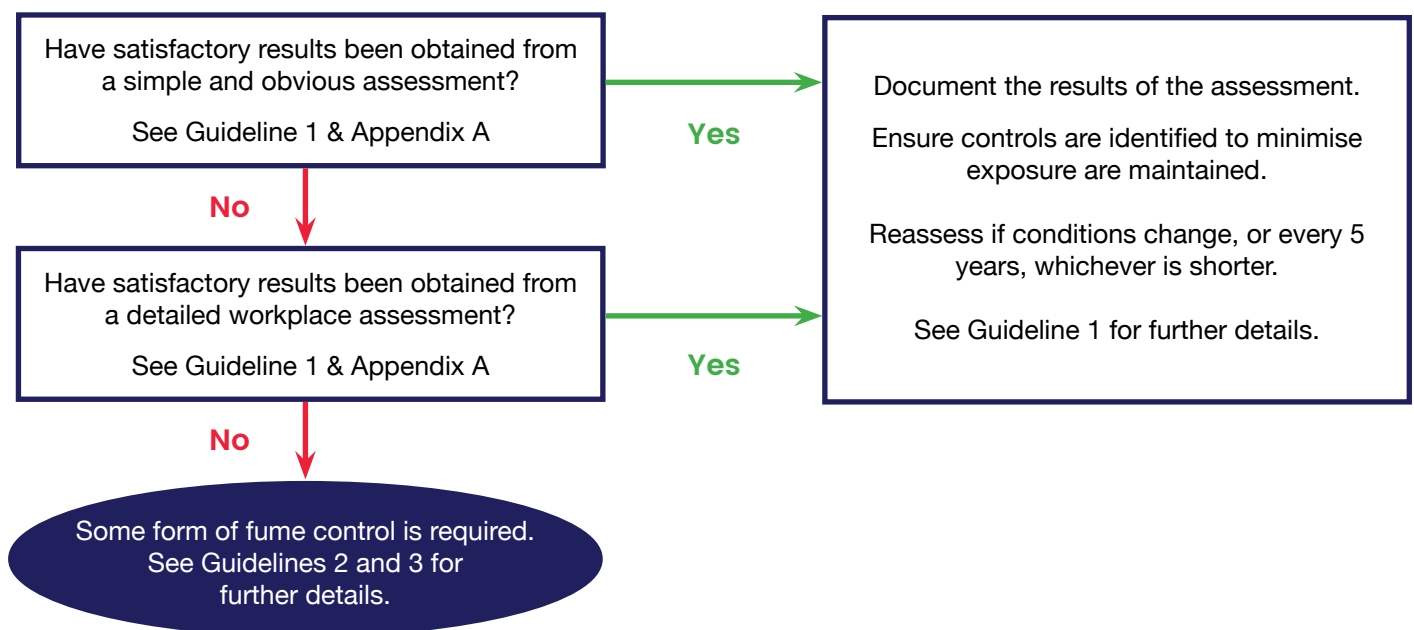 Have satisfactory results been obtained from
a simple and obvious assessment?
See Guideline 1 & Appendix A
Yes
Document the results of the assessment.
Ensure controls are identified to minimise
exposure are maintained.
Reassess if conditions change, or every 5
years, whichever is shorter.
See Guideline 1 for further details.
No
Have satisfactory results been obtained from
a detailed workplace assessment?
See Guideline 1 & Appendix A
Yes
No
Some form of fume control is required.
See Guidelines 2 and 3 for
further details.